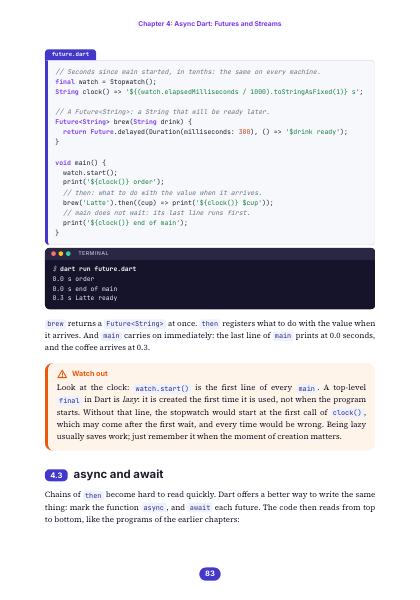 Chapter 4: Async Dart: Futures and Streams
future.dart
// Seconds since main started, in tenths: the same on every machine.
final watch = Stopwatch();
String clock() => '${(watch.elapsedMilliseconds / 1000).toStringAsFixed(1)} s';
// A Future<String>: a String that will be ready later.
Future<String> brew(String drink) {
  return Future.delayed(Duration(milliseconds: 300), () => '$drink ready');
}
void main() {
  watch.start();
  print('${clock()} order');
  // then: what to do with the value when it arrives.
  brew('Latte').then((cup) => print('${clock()} $cup'));
  // main does not wait: its last line runs first.
  print('${clock()} end of main');
}
TERMINAL
$ dart run future.dart
0.0 s order
0.0 s end of main
0.3 s Latte ready
brew returns a Future<String> at once. then registers what to do with the value when
it arrives. And main carries on immediately: the last line of main prints at 0.0 seconds,
and the coffee arrives at 0.3.
Watch out
Look at the clock: watch.start() is the first line of every main. A top-level
final in Dart is lazy: it is created the first time it is used, not when the program
starts. Without that line, the stopwatch would start at the first call of clock(),
which may come after the first wait, and every time would be wrong. Being lazy
usually saves work; just remember it when the moment of creation matters.
4.3 async and await
Chains of then become hard to read quickly. Dart offers a better way to write the same
thing: mark the function async, and await each future. The code then reads from top
to bottom, like the programs of the earlier chapters:
83